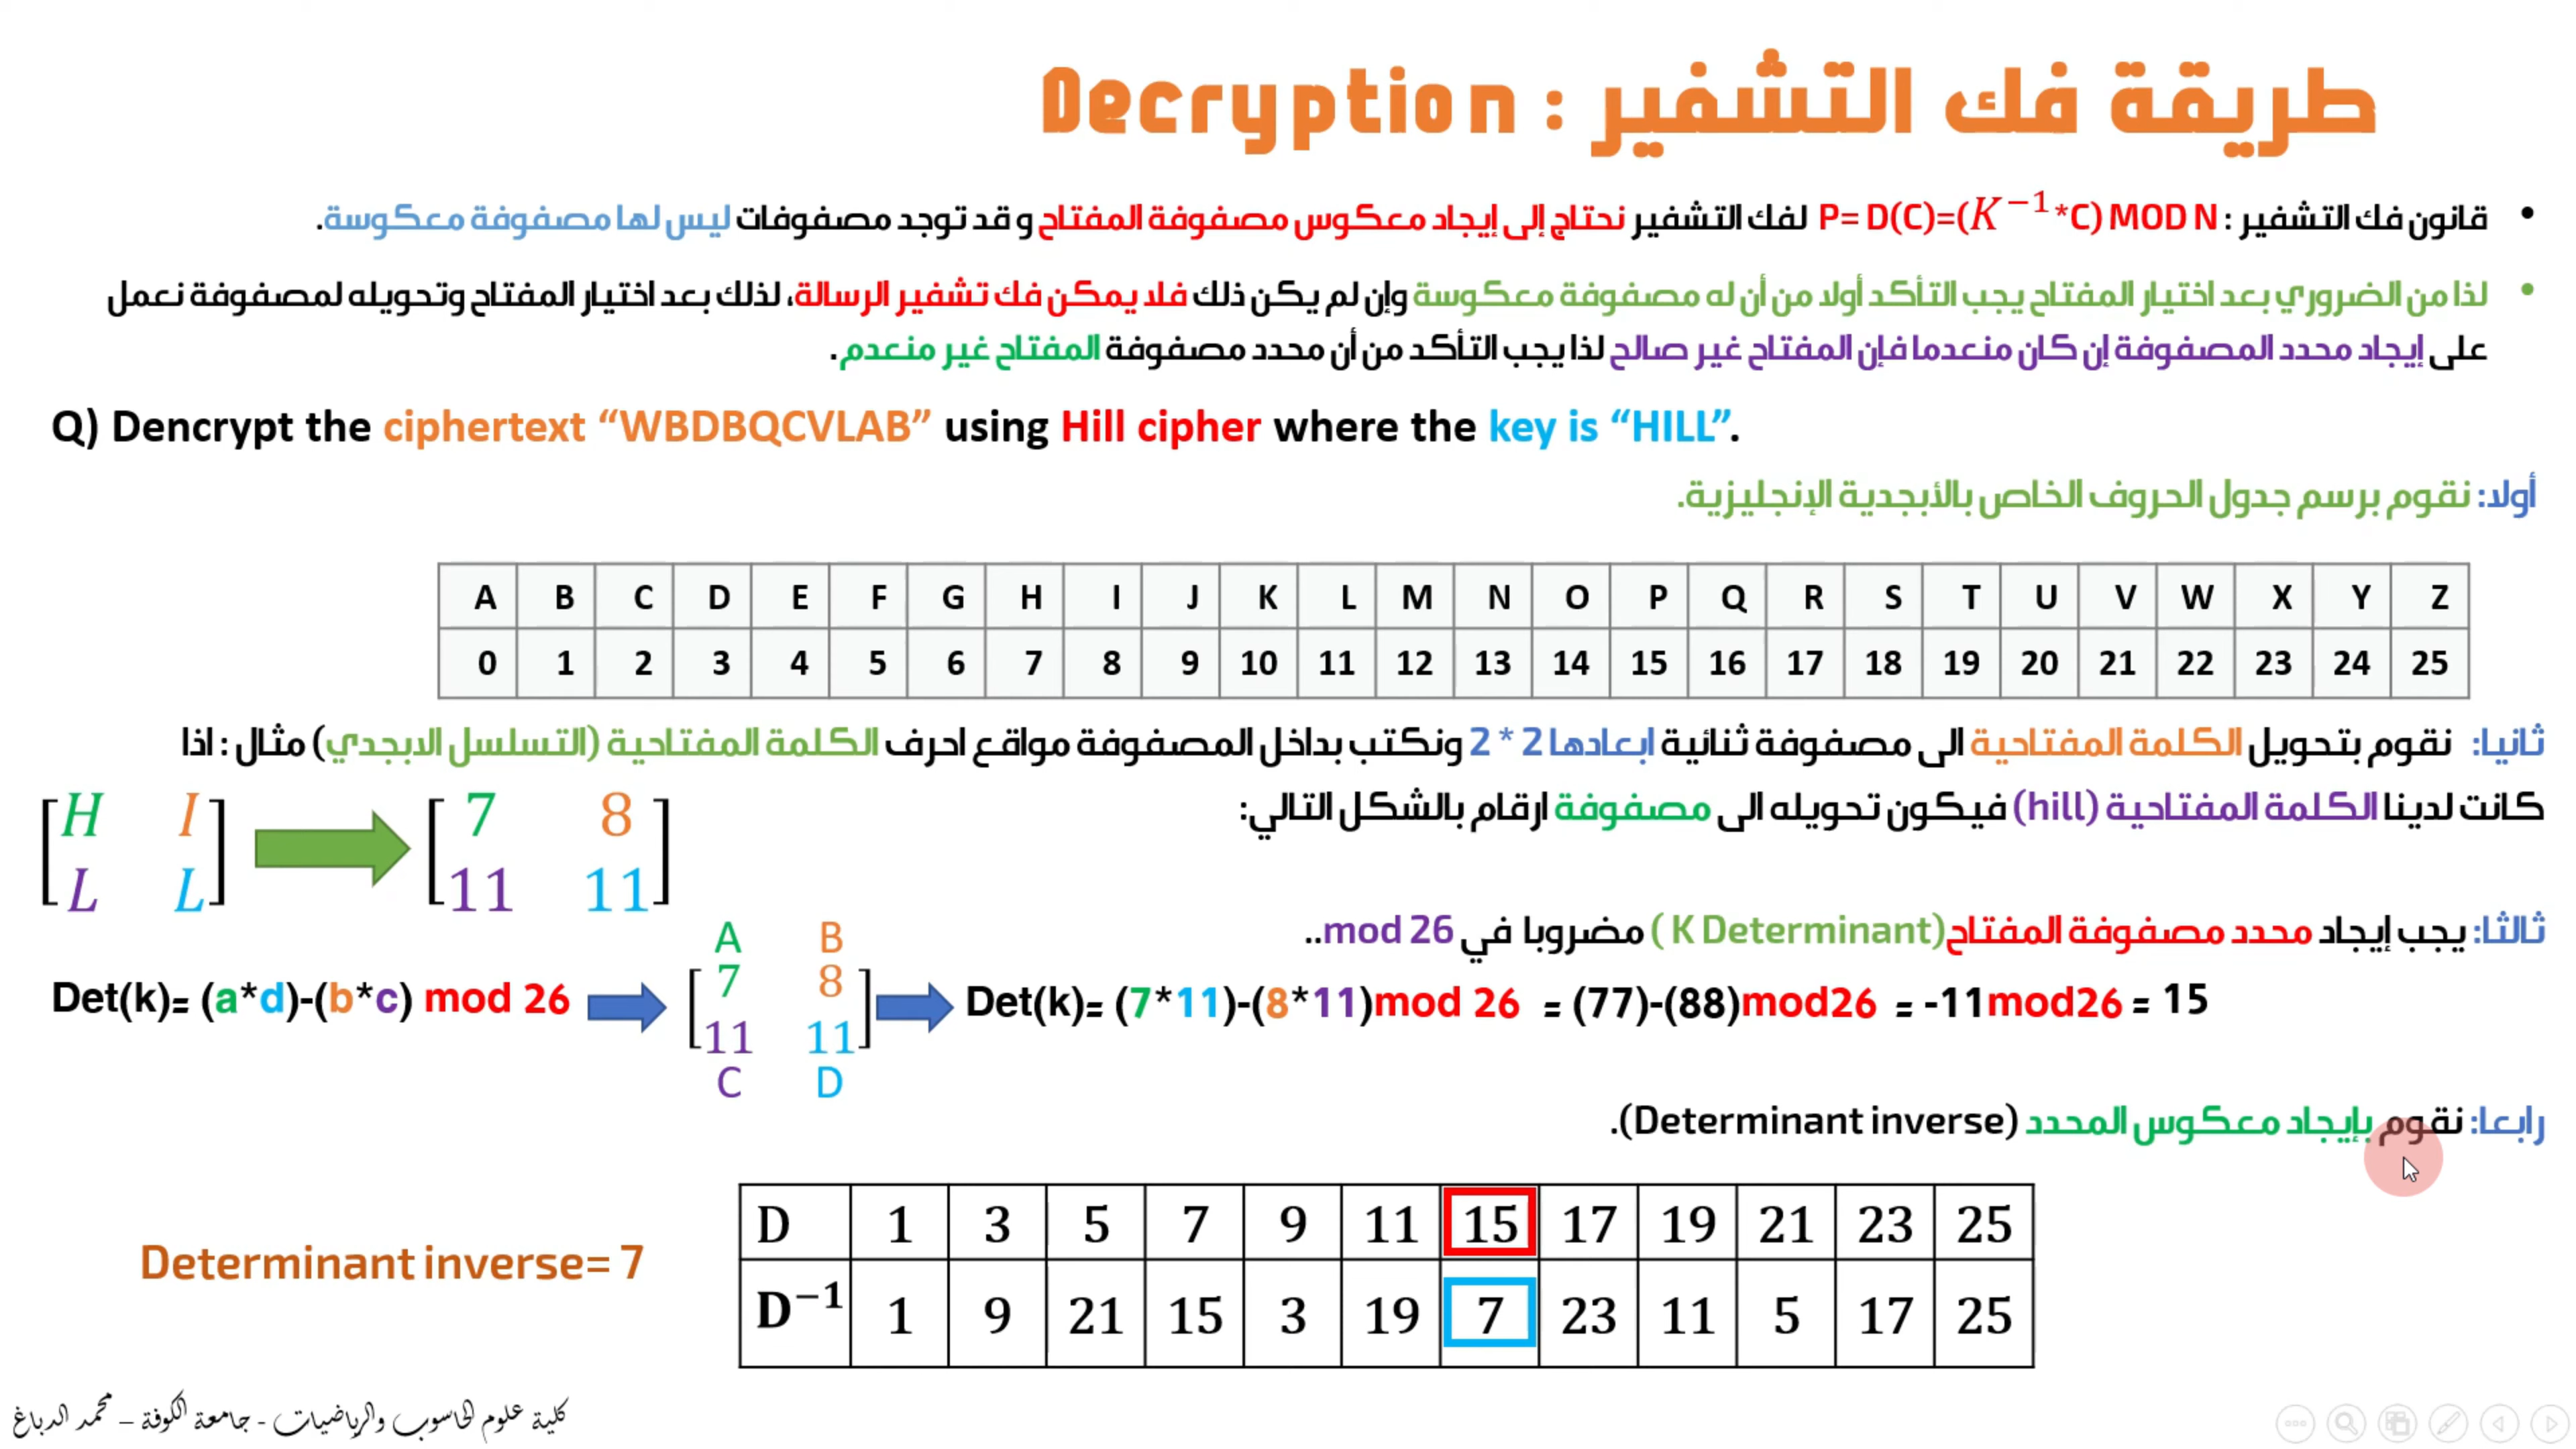 طريقة فك التشفير : Decryption
• قانون فك التشفير : P= D(C)=(K⁻¹*C) MOD N لفك التشفير نحتاج إلى إيجاد معكوس مصفوفة المفتاح و قد توجد مصفوفات ليس لها مصفوفة معكوسة.
• لذا من الضروري بعد اختيار المفتاح يجب التأكد أولا من أن له مصفوفة معكوسة وإن لم يكن ذلك فلا يمكن فك تشفير الرسالة، لذلك بعد اختيار المفتاح وتحويله لمصفوفة نعمل
على إيجاد محدد المصفوفة إن كان منعدما فإن المفتاح غير صالح لذا يجب التأكد من أن محدد مصفوفة المفتاح غير منعدم.
Q) Dencrypt the ciphertext “WBDBQCVLAB” using Hill cipher where the key is “HILL”.
أولا: نقوم برسم جدول الحروف الخاص بالأبجدية الإنجليزية.
A B C D E F G H I J K L M N O P Q R S T U V W X Y Z
0 1 2 3 4 5 6 7 8 9 10 11 12 13 14 15 16 17 18 19 20 21 22 23 24 25
ثانيا: نقوم بتحويل الكلمة المفتاحية الى مصفوفة ثنائية ابعادها 2 * 2 ونكتب بداخل المصفوفة مواقع احرف الكلمة المفتاحية (التسلسل الابجدي) مثال : اذا
كانت لدينا الكلمة المفتاحية (hill) فيكون تحويله الى مصفوفة ارقام بالشكل التالي:
H I 7 8
L L 11 11
ثالثا: يجب إيجاد محدد مصفوفة المفتاح(K Determinant ) مضروبا في mod 26..
A B
7 8
Det(k)= (a*d)-(b*c) mod 26
11 11
C D
Det(k)= (7*11)-(8*11)mod 26 = (77)-(88)mod26 = -11mod26 = 15
رابعا: نقوم بإيجاد معكوس المحدد (Determinant inverse).
D 1 3 5 7 9 11 15 17 19 21 23 25
Determinant inverse= 7
D⁻¹ 1 9 21 15 3 19 7 23 11 5 17 25
كلية علوم الحاسوب والرياضيات - جامعة الكوفة – محمد الدباغ